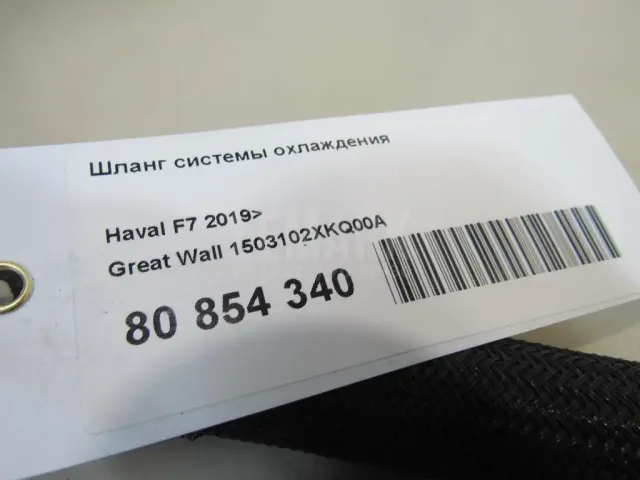 Шланг системы охлаждения
Haval F7 2019>
Great Wall 1503102XKQ00A
80 854 340